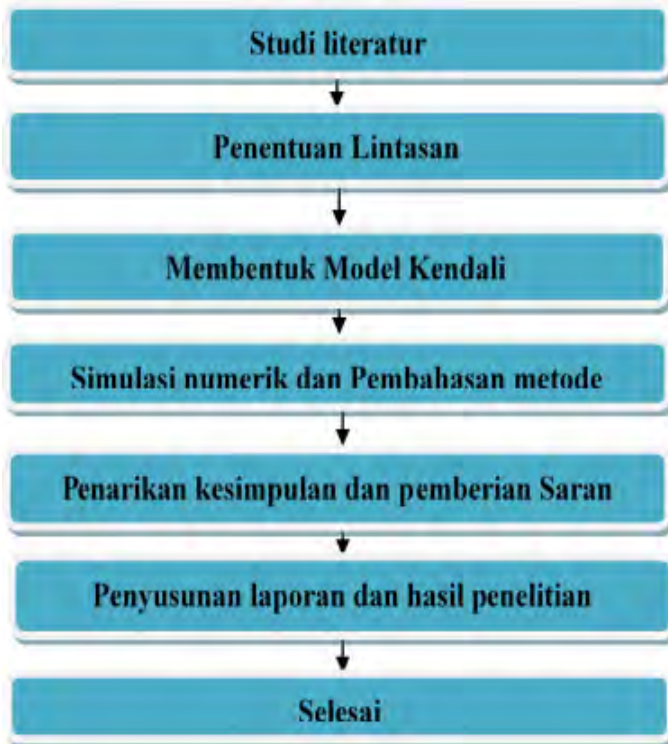 Studi literatur
Penentuan Lintasan
Membentuk Model Kendali
Simulasi numerik dan Pembahasan metode
Penarikan kesimpulan dan pemberian Saran
Penyusunan laporan dan hasil penelitian
Selesai